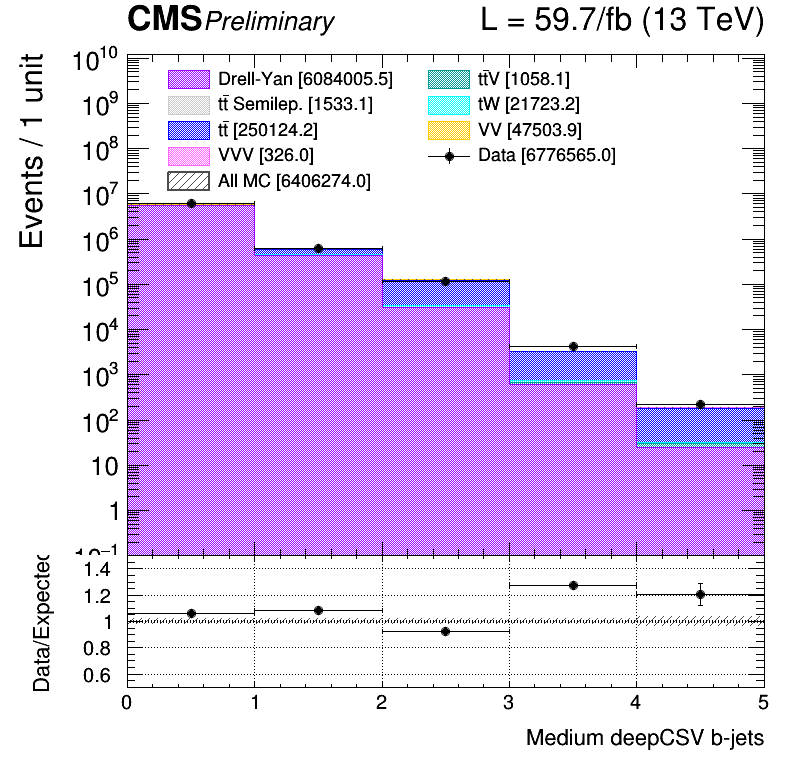 CMS Preliminary L = 59.7/fb (13 TeV)
Events / 1 unit
10^10
10^9
10^8
10^7
10^6
10^5
10^4
10^3
10^2
10
1
10^-1
Drell-Yan [6084005.5]
tt̄ Semilep. [1533.1]
tt̄ [250124.2]
VVV [326.0]
All MC [6406274.0]
tt̄V [1058.1]
tW [21723.2]
VV [47503.9]
Data [6776565.0]
Data/Expected
1.4
1.2
1
0.8
0.6
0 1 2 3 4 5
Medium deepCSV b-jets